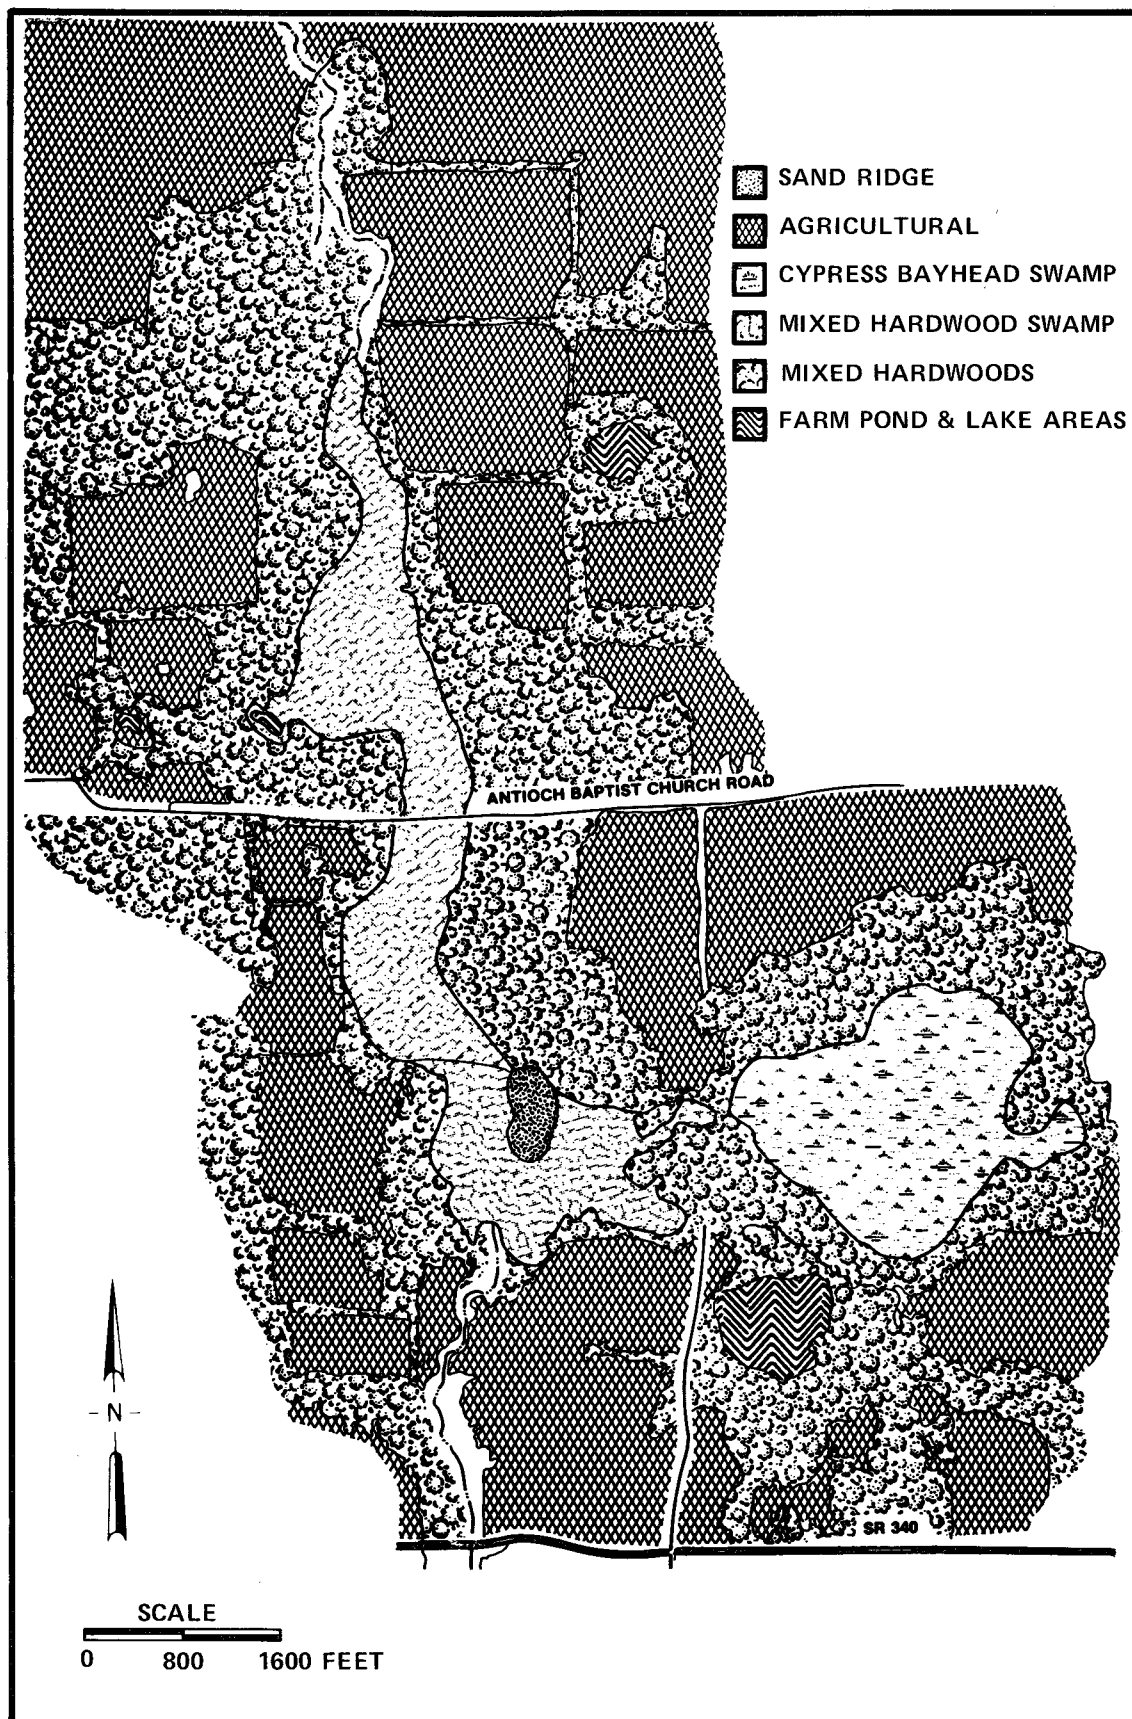 SAND RIDGE
AGRICULTURAL
CYPRESS BAYHEAD SWAMP
MIXED HARDWOOD SWAMP
MIXED HARDWOODS
FARM POND & LAKE AREAS
ANTIOCH BAPTIST CHURCH ROAD
N
SR 340
SCALE
0 800 1600 FEET